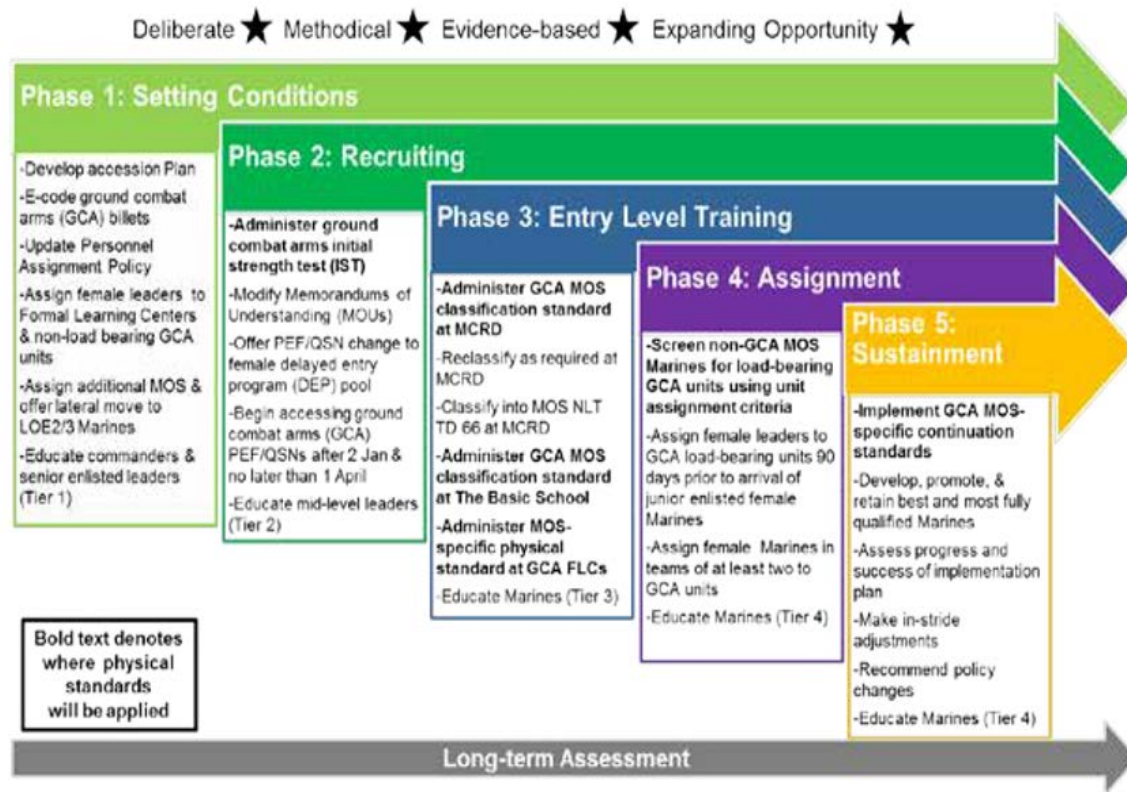 Deliberate ★ Methodical ★ Evidence-based ★ Expanding Opportunity ★
Phase 1: Setting Conditions
-Develop accession Plan
-E-code ground combat
arms (GCA) billets
-Update Personnel
Assignment Policy
-Assign female leaders to
Formal Learning Centers
& non-load bearing GCA
units
-Assign additional MOS &
offer lateral move to
LOE2/3 Marines
-Educate commanders &
senior enlisted leaders
(Tier 1)
Phase 2: Recruiting
-Administer ground
combat arms initial
strength test (IST)
-Modify Memorandums of
Understanding (MOUs)
-Offer PEF/QSN change to
female delayed entry
program (DEP) pool
-Begin accessing ground
combat arms (GCA)
PEF/QSNs after 2 Jan &
no later than 1 April
-Educate mid-level leaders
(Tier 2)
Phase 3: Entry Level Training
-Administer GCA MOS
classification standard at
MCRD
-Reclassify as required at
MCRD
-Classify into MOS NLT
TD 66 at MCRD
-Administer GCA MOS
classification standard
at The Basic School
-Administer MOS-
specific physical
standard at GCA FLCs
-Educate Marines (Tier 3)
Phase 4: Assignment
-Screen non-GCA MOS
Marines for load-bearing
GCA units using unit
assignment criteria
-Assign female leaders to
GCA load-bearing units 90
days prior to arrival of
junior enlisted female
Marines
-Assign female Marines in
teams of at least two to
GCA units
-Educate Marines (Tier 4)
Phase 5:
Sustainment
-Implement GCA MOS-
specific continuation
standards
-Develop, promote, &
retain best and most fully
qualified Marines
-Assess progress and
success of implementation
plan
-Make in-stride
adjustments
-Recommend policy
changes
-Educate Marines (Tier 4)
Bold text denotes
where physical
standards
will be applied
Long-term Assessment